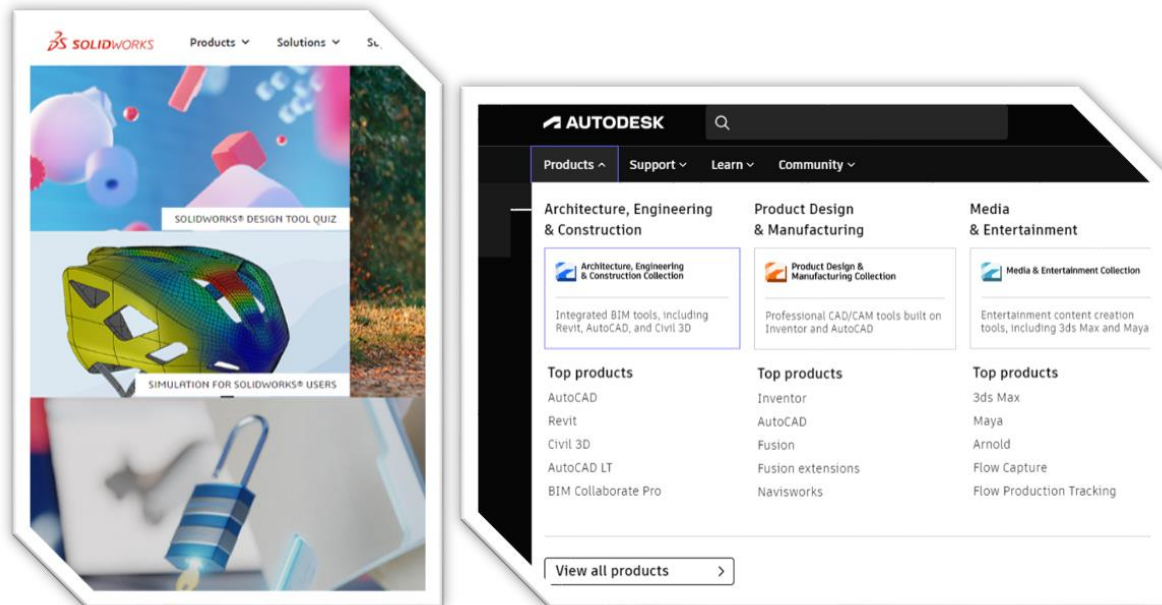 SOLIDWORKS
Products
Solutions
SOLIDWORKS® DESIGN TOOL QUIZ
SIMULATION FOR SOLIDWORKS® USERS
AUTODESK
Products
Support
Learn
Community
Architecture, Engineering
& Construction
Architecture, Engineering
& Construction Collection
Integrated BIM tools, including
Revit, AutoCAD, and Civil 3D
Top products
AutoCAD
Revit
Civil 3D
AutoCAD LT
BIM Collaborate Pro
Product Design
& Manufacturing
Product Design &
Manufacturing Collection
Professional CAD/CAM tools built on
Inventor and AutoCAD
Top products
Inventor
AutoCAD
Fusion
Fusion extensions
Navisworks
Media
& Entertainment
Media & Entertainment Collection
Entertainment content creation
tools, including 3ds Max and Maya
Top products
3ds Max
Maya
Arnold
Flow Capture
Flow Production Tracking
View all products